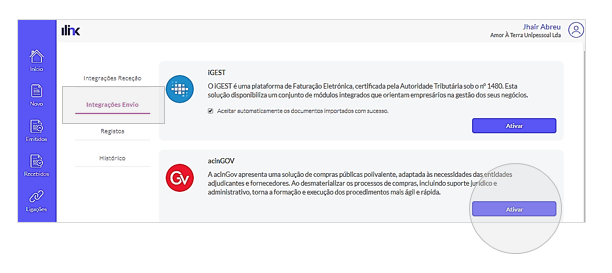 ilink
Jhair Abreu
Amor À Terra Unipessoal Lda
Início
Novo
Emitidos
Recebidos
Ligações
Integrações Receção
Integrações Envio
Registos
Histórico
iGEST
O iGEST é uma plataforma de Faturação Eletrónica, certificada pela Autoridade Tributária sob o nº 1480. Esta
solução disponibiliza um conjunto de módulos integrados que orientam empresários na gestão dos seus negócios.
Aceitar automaticamente os documentos importados com sucesso.
Ativar
acinGOV
Gv
A acinGov apresenta uma solução de compras públicas polivalente, adaptada às necessidades das entidades
adjudicantes e fornecedores. Ao desmaterializar os processos de compras, incluindo suporte jurídico e
administrativo, torna a formação e execução dos procedimentos mais ágil e rápida.
Ativar